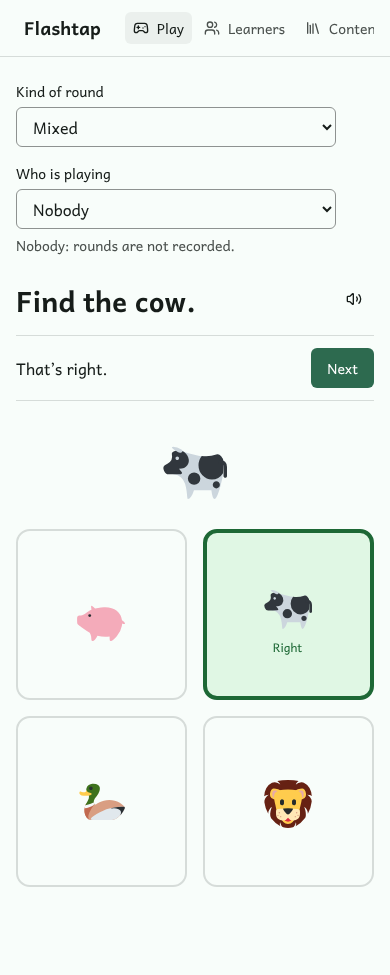 Flashtap
Play
Learners
Conten
Kind of round
Mixed
Who is playing
Nobody
Nobody: rounds are not recorded.
Find the cow.
That's right.
Next
Right